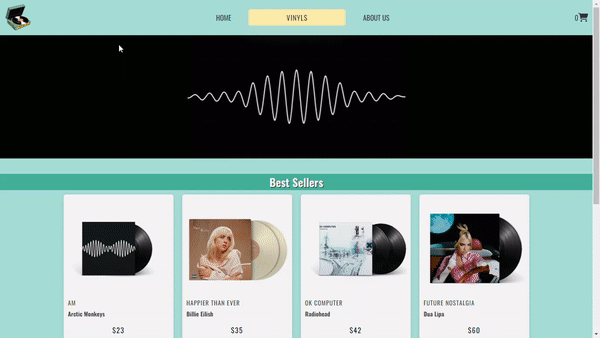 HOME
VINYLS
ABOUT US
0
Best Sellers
AM
Arctic Monkeys
$23
HAPPIER THAN EVER
Billie Eilish
$35
OK COMPUTER
Radiohead
$42
FUTURE NOSTALGIA
Dua Lipa
$60